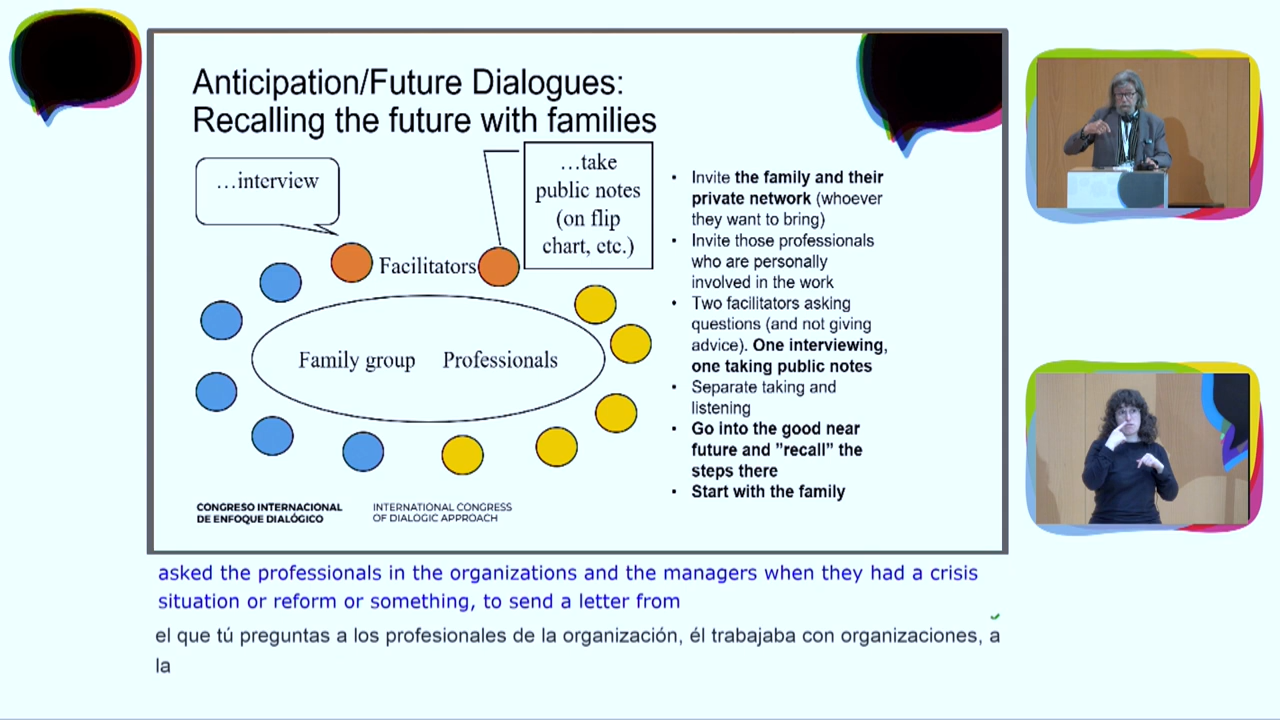 Anticipation/Future Dialogues:
Recalling the future with families
…interview
…take
public notes
(on flip
chart, etc.)
Facilitators
Family group Professionals
• Invite the family and their
private network (whoever
they want to bring)
• Invite those professionals
who are personally
involved in the work
• Two facilitators asking
questions (and not giving
advice). One interviewing,
one taking public notes
• Separate taking and
listening
• Go into the good near
future and ”recall” the
steps there
• Start with the family
CONGRESO INTERNACIONAL
DE ENFOQUE DIALÓGICO
INTERNATIONAL CONGRESS
OF DIALOGIC APPROACH
asked the professionals in the organizations and the managers when they had a crisis
situation or reform or something, to send a letter from
el que tú preguntas a los profesionales de la organización, él trabajaba con organizaciones, a
la